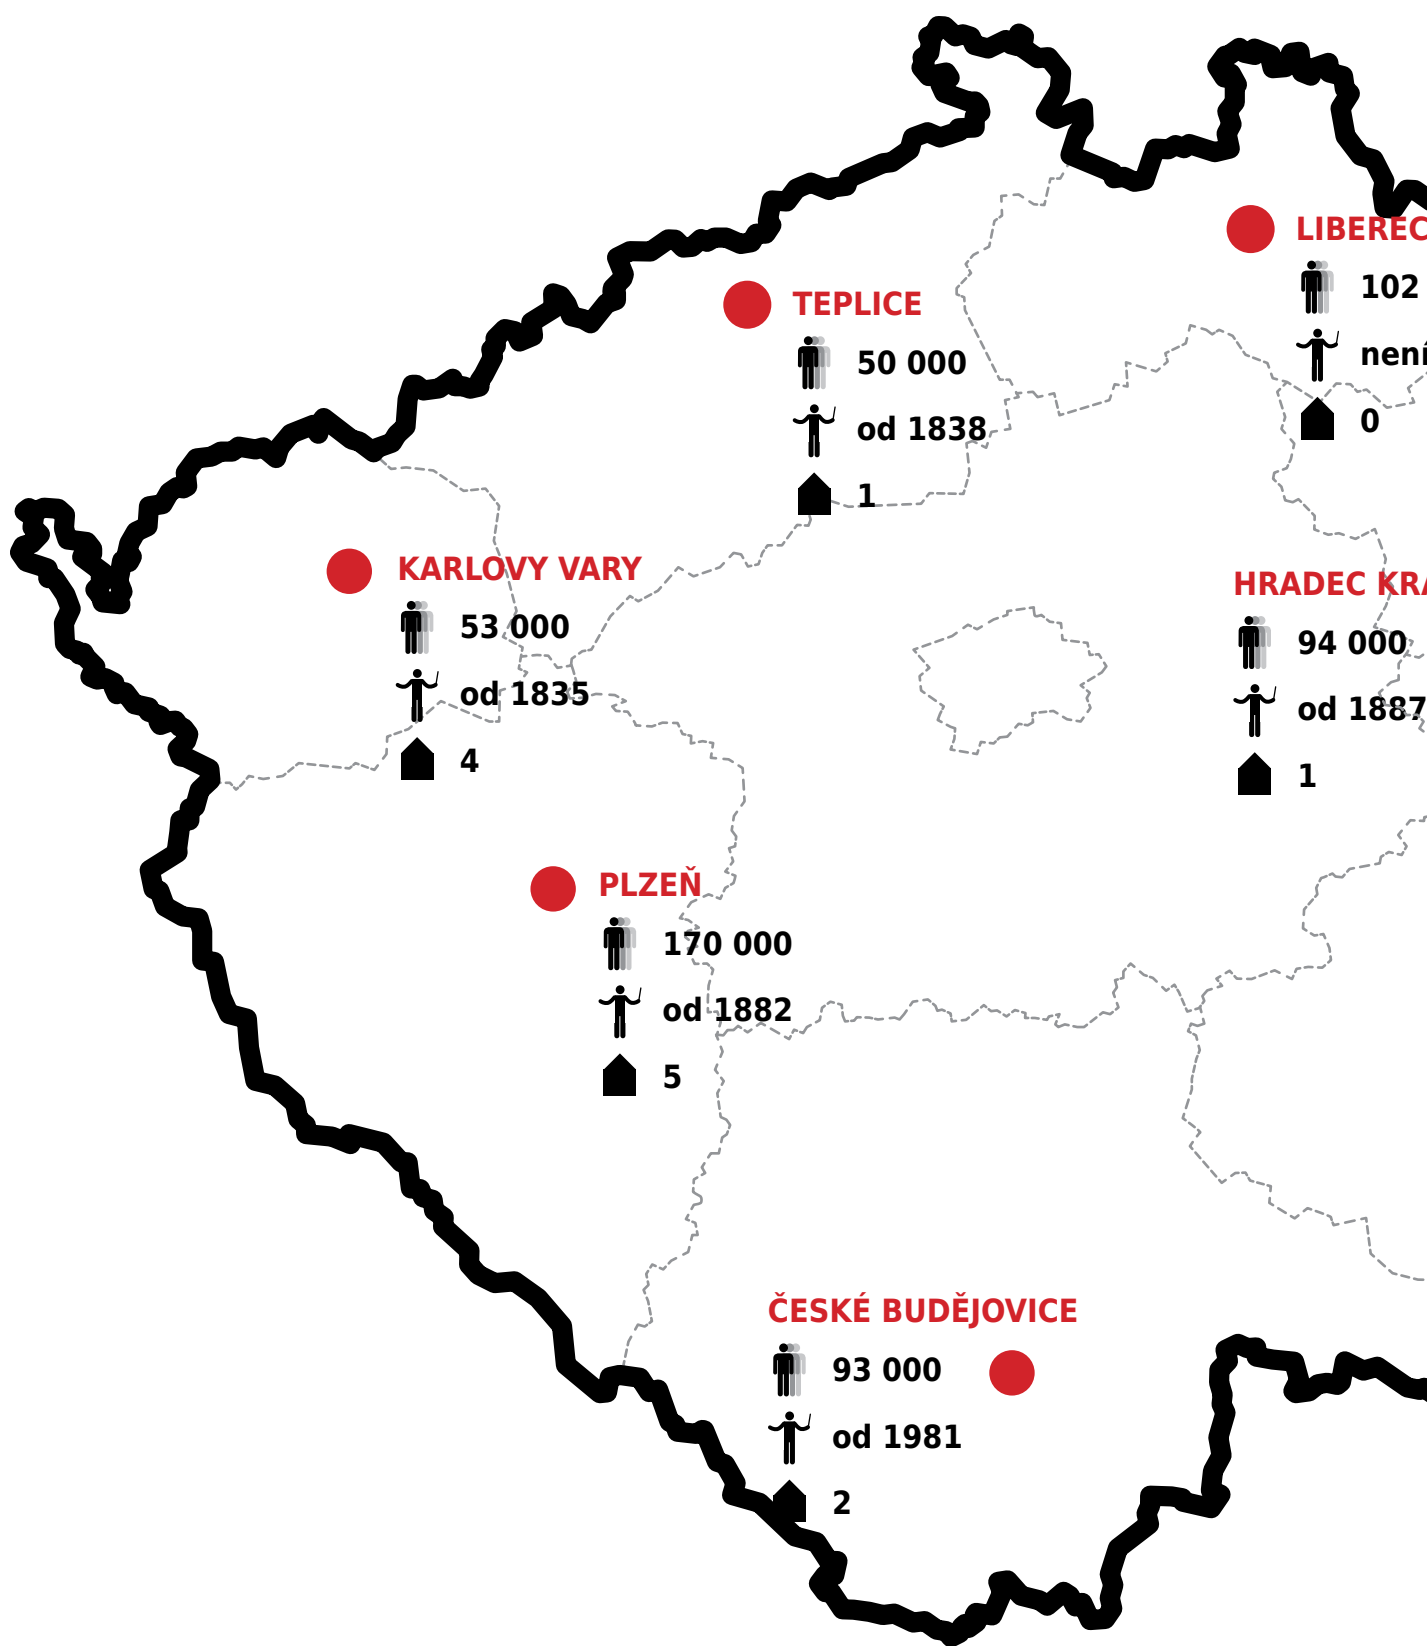 LIBEREC
102
není
0
TEPLICE
50 000
od 1838
1
KARLOVY VARY
53 000
od 1835
4
HRADEC
94 000
od 1887
1
PLZEŇ
170 000
od 1882
5
ČESKÉ BUDĚJOVICE
93 000
od 1981
2